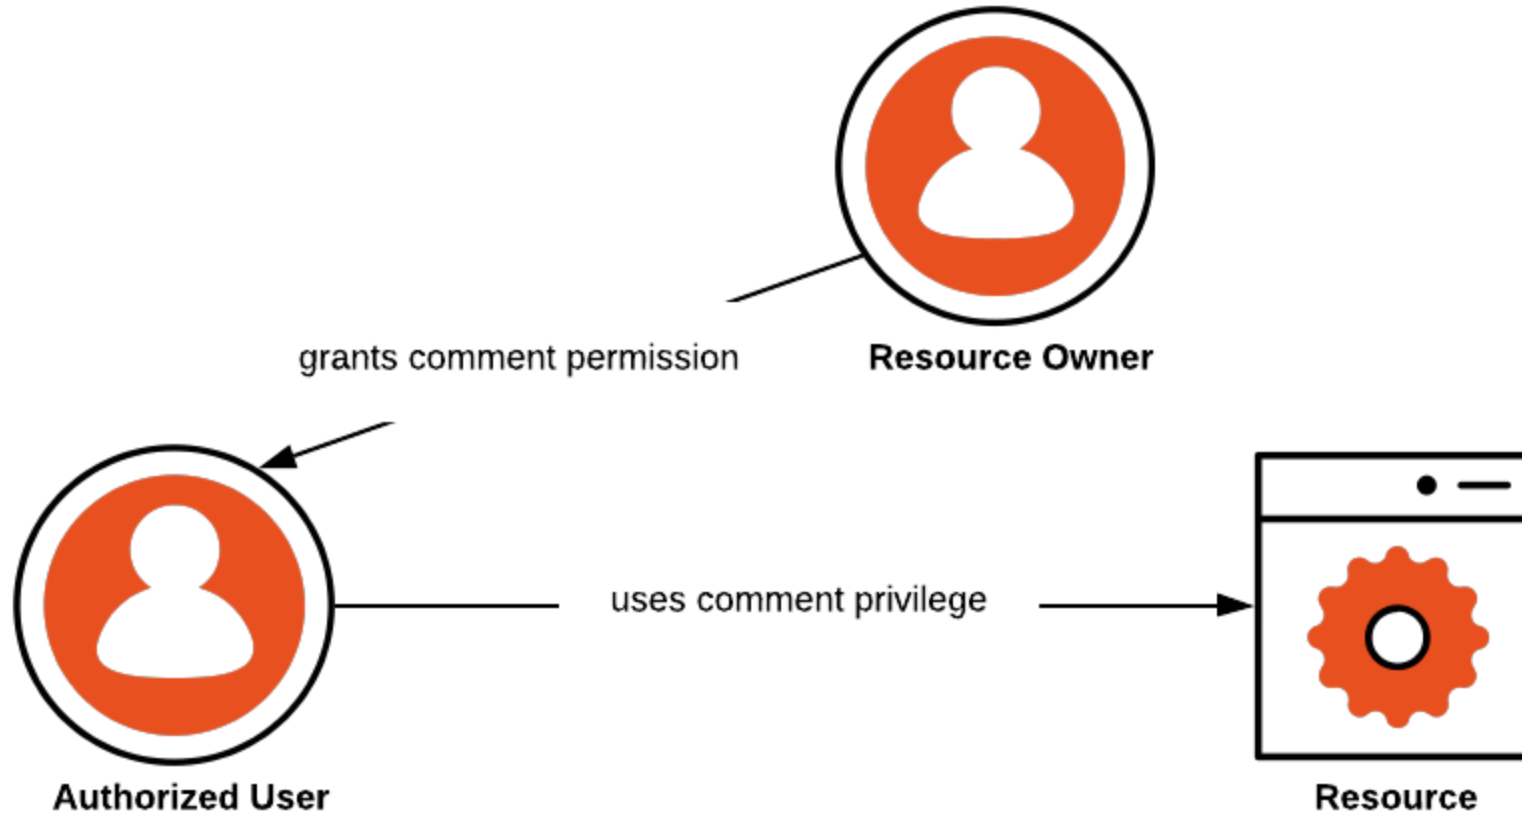 grants comment permission
Resource Owner
uses comment privilege
Authorized User
Resource